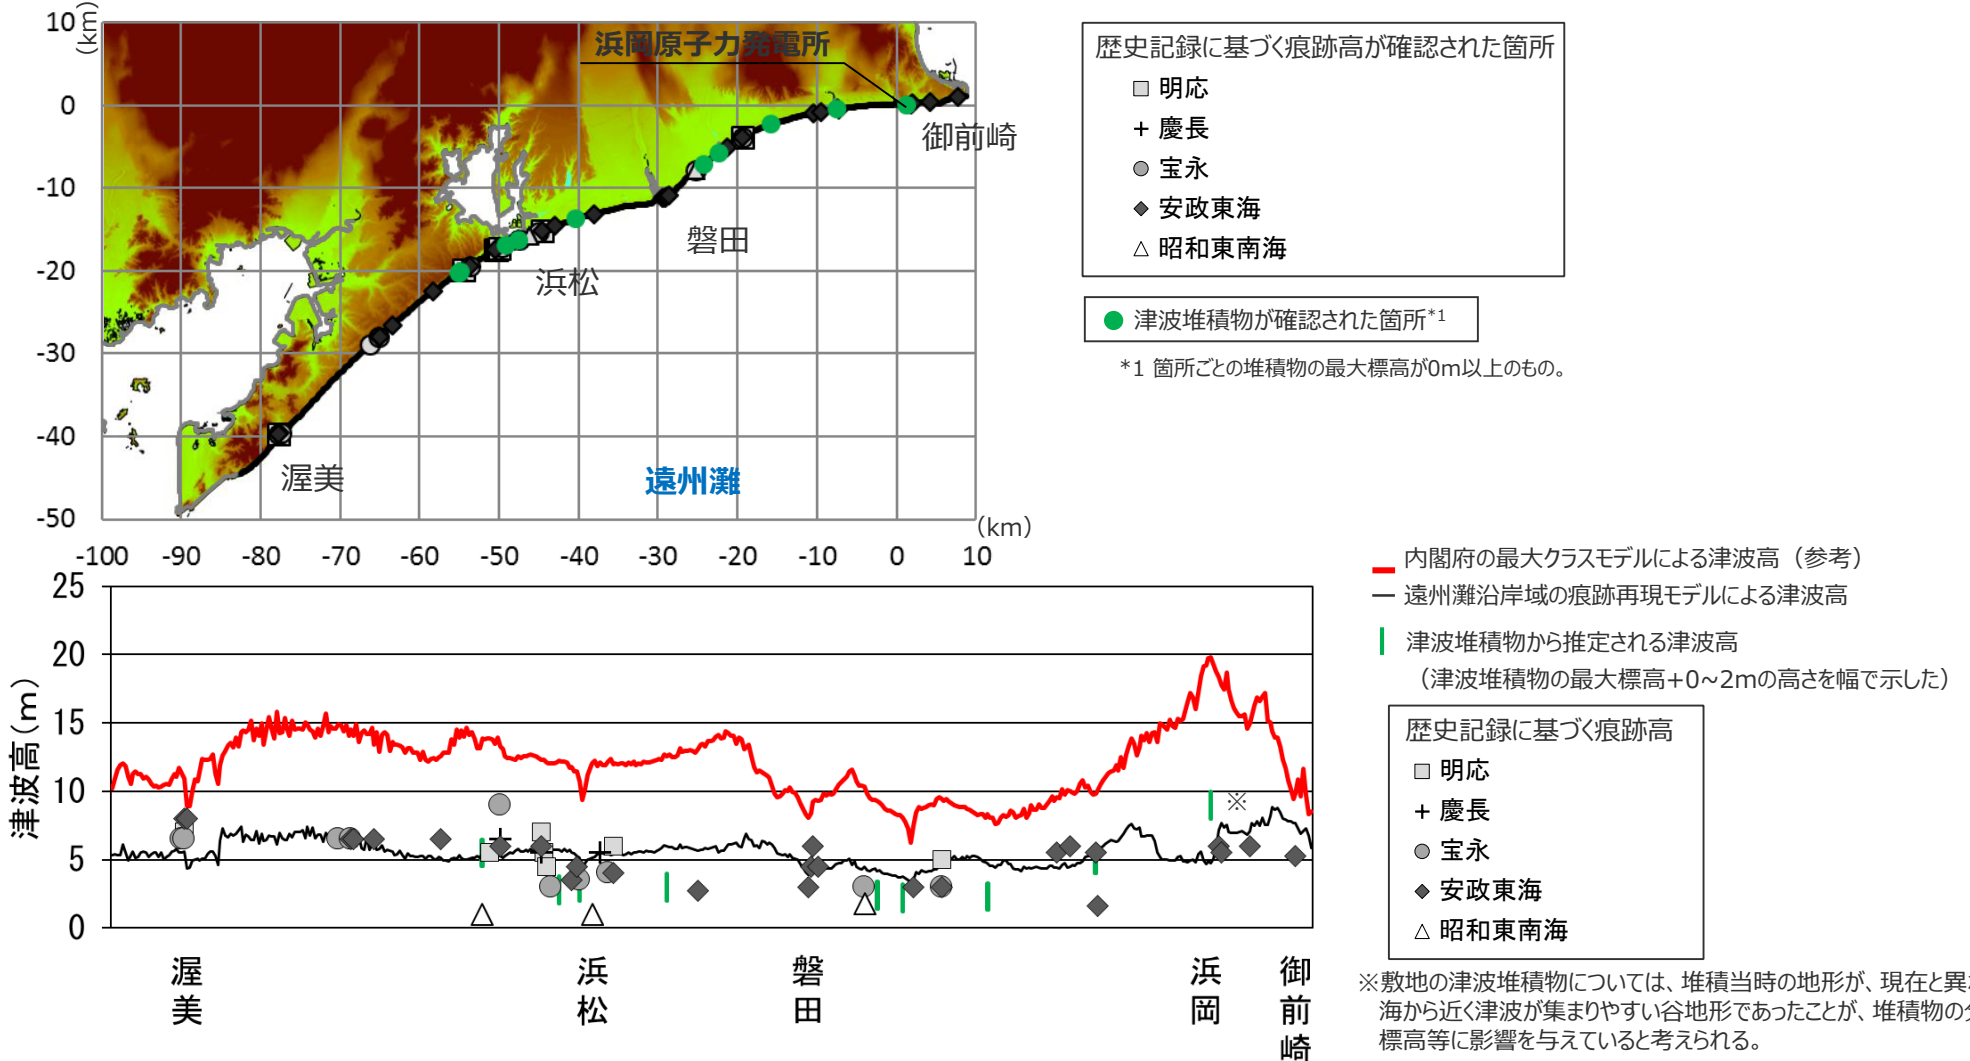 10
(km)
0
-10
-20
-30
-40
-50
-100 -90 -80 -70 -60 -50 -40 -30 -20 -10 0 10
(km)
浜岡原子力発電所
御前崎
磐田
浜松
渥美
遠州灘
歴史記録に基づく痕跡高が確認された箇所
明応
慶長
宝永
安政東海
昭和東南海
津波堆積物が確認された箇所*1
*1 箇所ごとの堆積物の最大標高が0m以上のもの。
内閣府の最大クラスモデルによる津波高（参考）
遠州灘沿岸域の痕跡再現モデルによる津波高
津波堆積物から推定される津波高
（津波堆積物の最大標高+0~2mの高さを幅で示した）
歴史記録に基づく痕跡高
明応
慶長
宝永
安政東海
昭和東南海
津波高(m)
25
20
15
10
5
0
※
渥美
浜松
磐田
浜岡
御前崎
※敷地の津波堆積物については、堆積当時の地形が、現在と異
海から近く津波が集まりやすい谷地形であったことが、堆積物の
標高等に影響を与えていると考えられる。